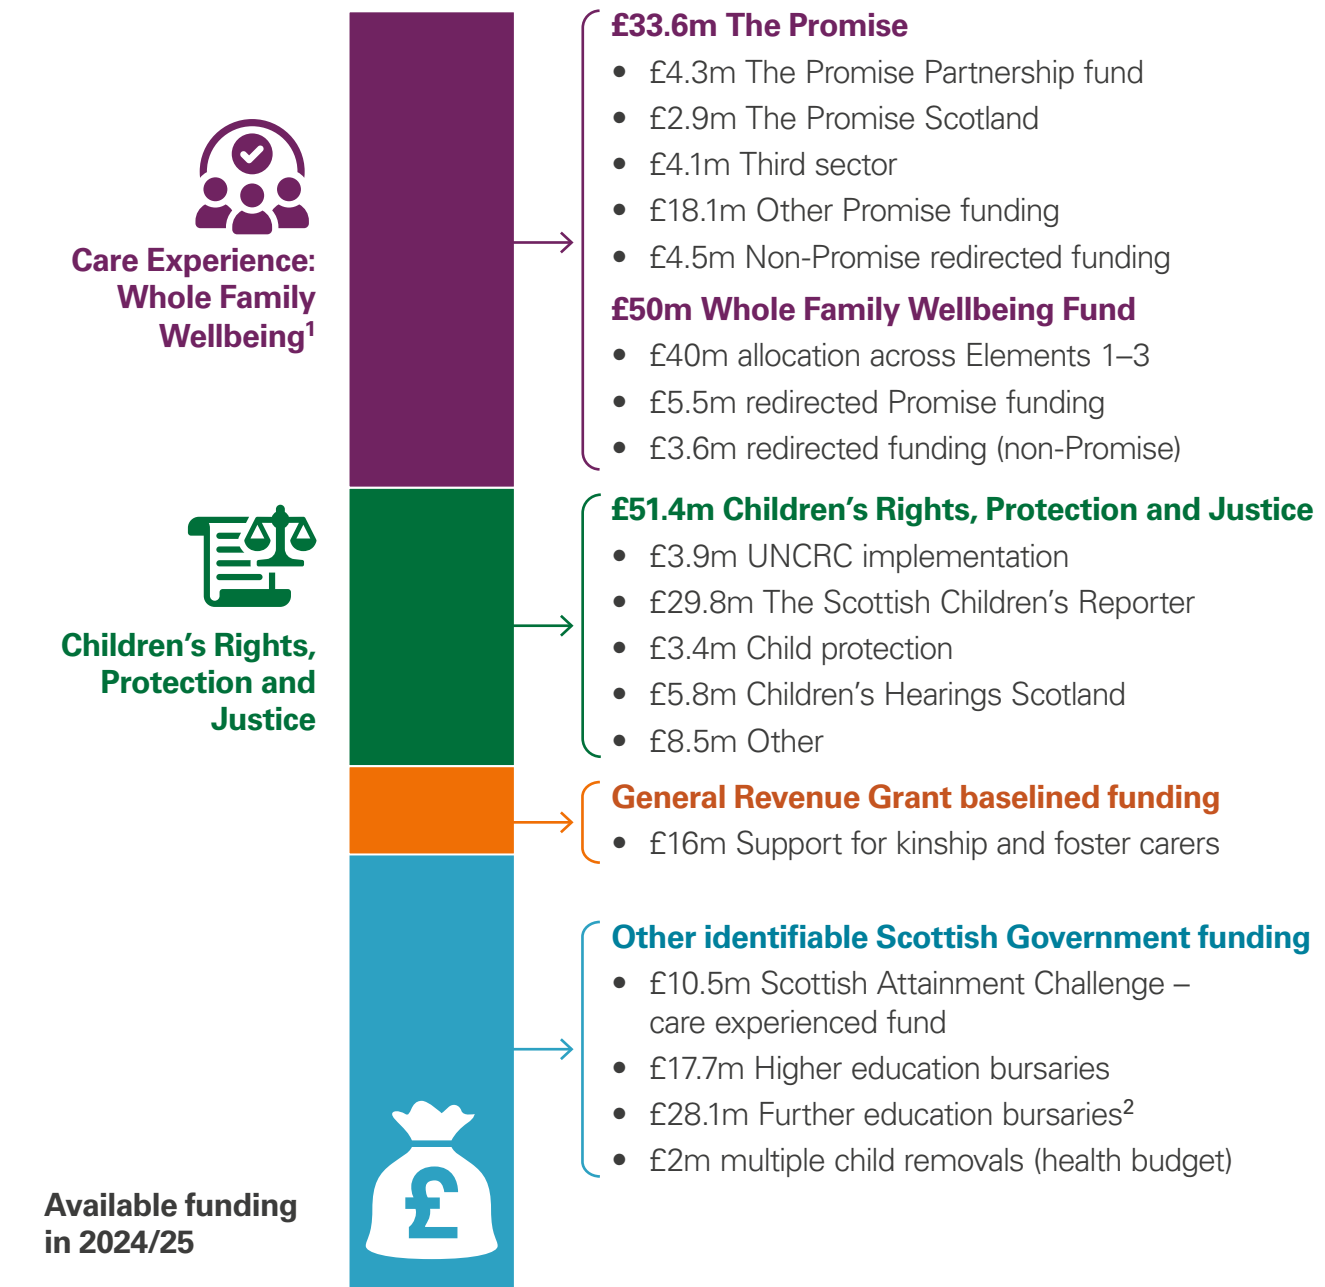 Care Experience:
Whole Family
Wellbeing¹
£33.6m The Promise
• £4.3m The Promise Partnership fund
• £2.9m The Promise Scotland
• £4.1m Third sector
• £18.1m Other Promise funding
• £4.5m Non-Promise redirected funding
£50m Whole Family Wellbeing Fund
• £40m allocation across Elements 1–3
• £5.5m redirected Promise funding
• £3.6m redirected funding (non-Promise)
Children’s Rights,
Protection and
Justice
£51.4m Children’s Rights, Protection and Justice
• £3.9m UNCRC implementation
• £29.8m The Scottish Children’s Reporter
• £3.4m Child protection
• £5.8m Children’s Hearings Scotland
• £8.5m Other
General Revenue Grant baselined funding
• £16m Support for kinship and foster carers
Other identifiable Scottish Government funding
• £10.5m Scottish Attainment Challenge –
care experienced fund
• £17.7m Higher education bursaries
• £28.1m Further education bursaries²
• £2m multiple child removals (health budget)
£
Available funding
in 2024/25